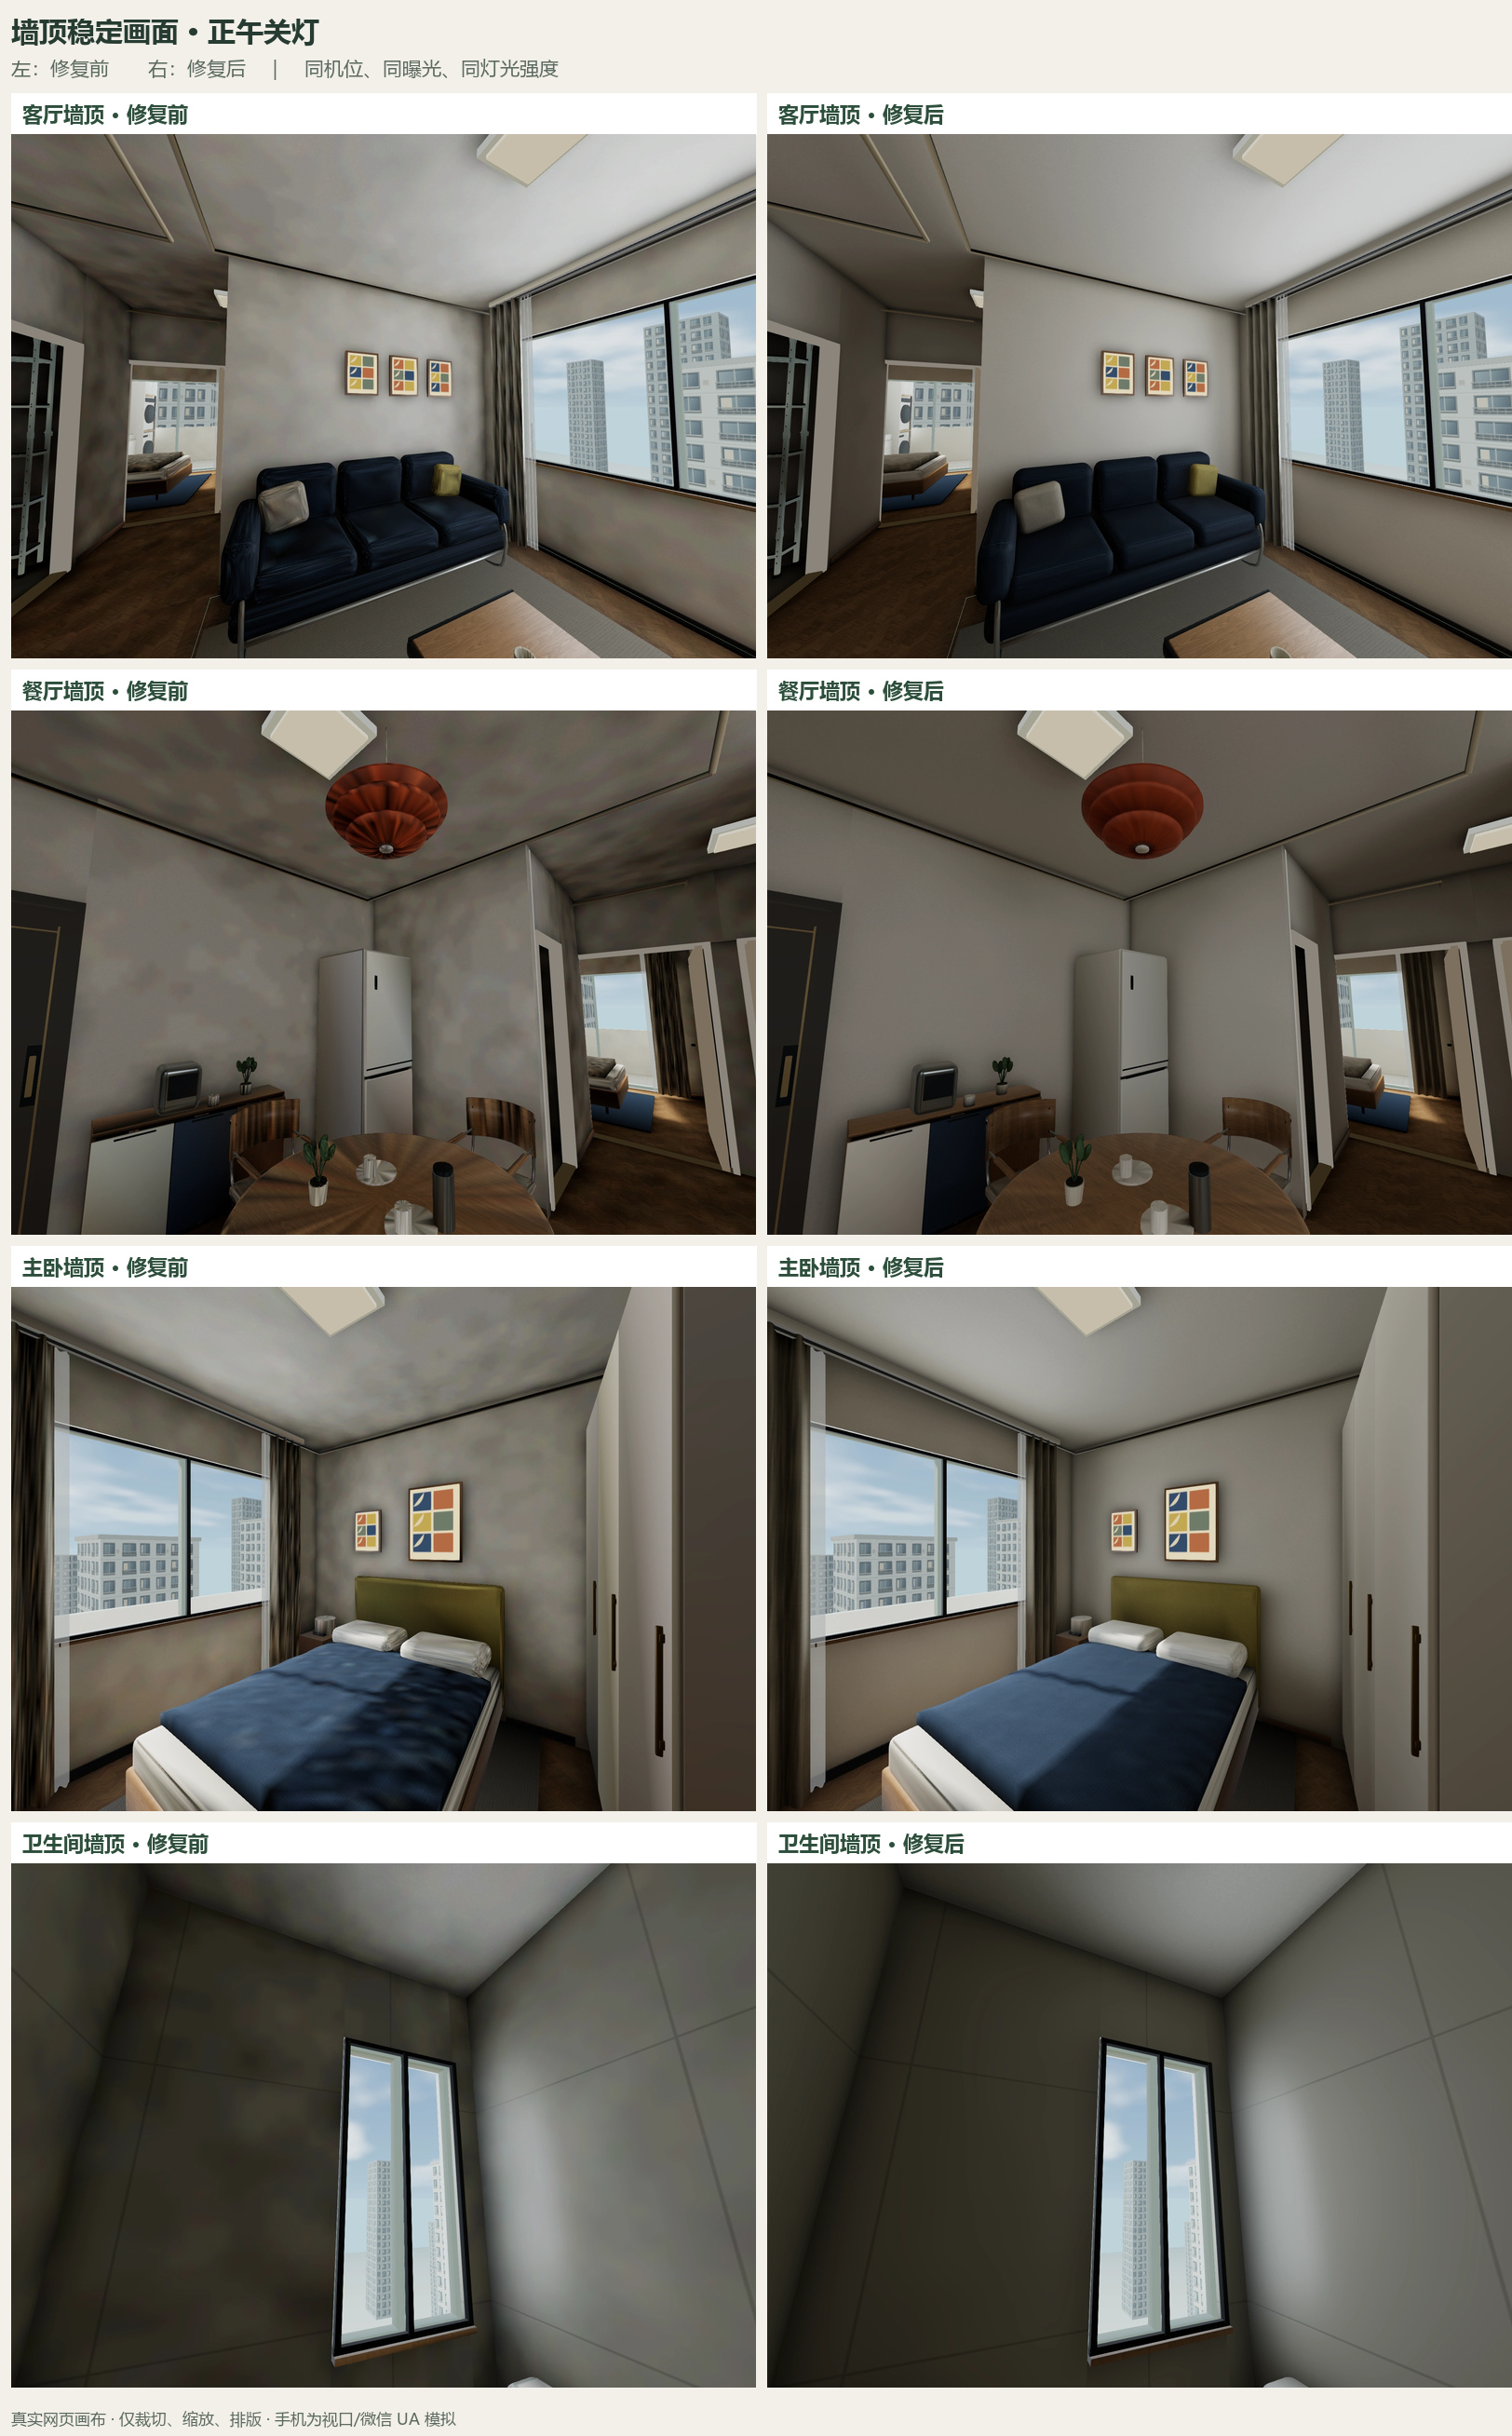 墙顶稳定画面 • 正午关灯
左：修复前 右：修复后 | 同机位、同曝光、同灯光强度
客厅墙顶 • 修复前
客厅墙顶 • 修复后
餐厅墙顶 • 修复前
餐厅墙顶 • 修复后
主卧墙顶 • 修复前
主卧墙顶 • 修复后
卫生间墙顶 • 修复前
卫生间墙顶 • 修复后
真实网页画布 · 仅裁切、缩放、排版 · 手机为视口/微信 UA 模拟